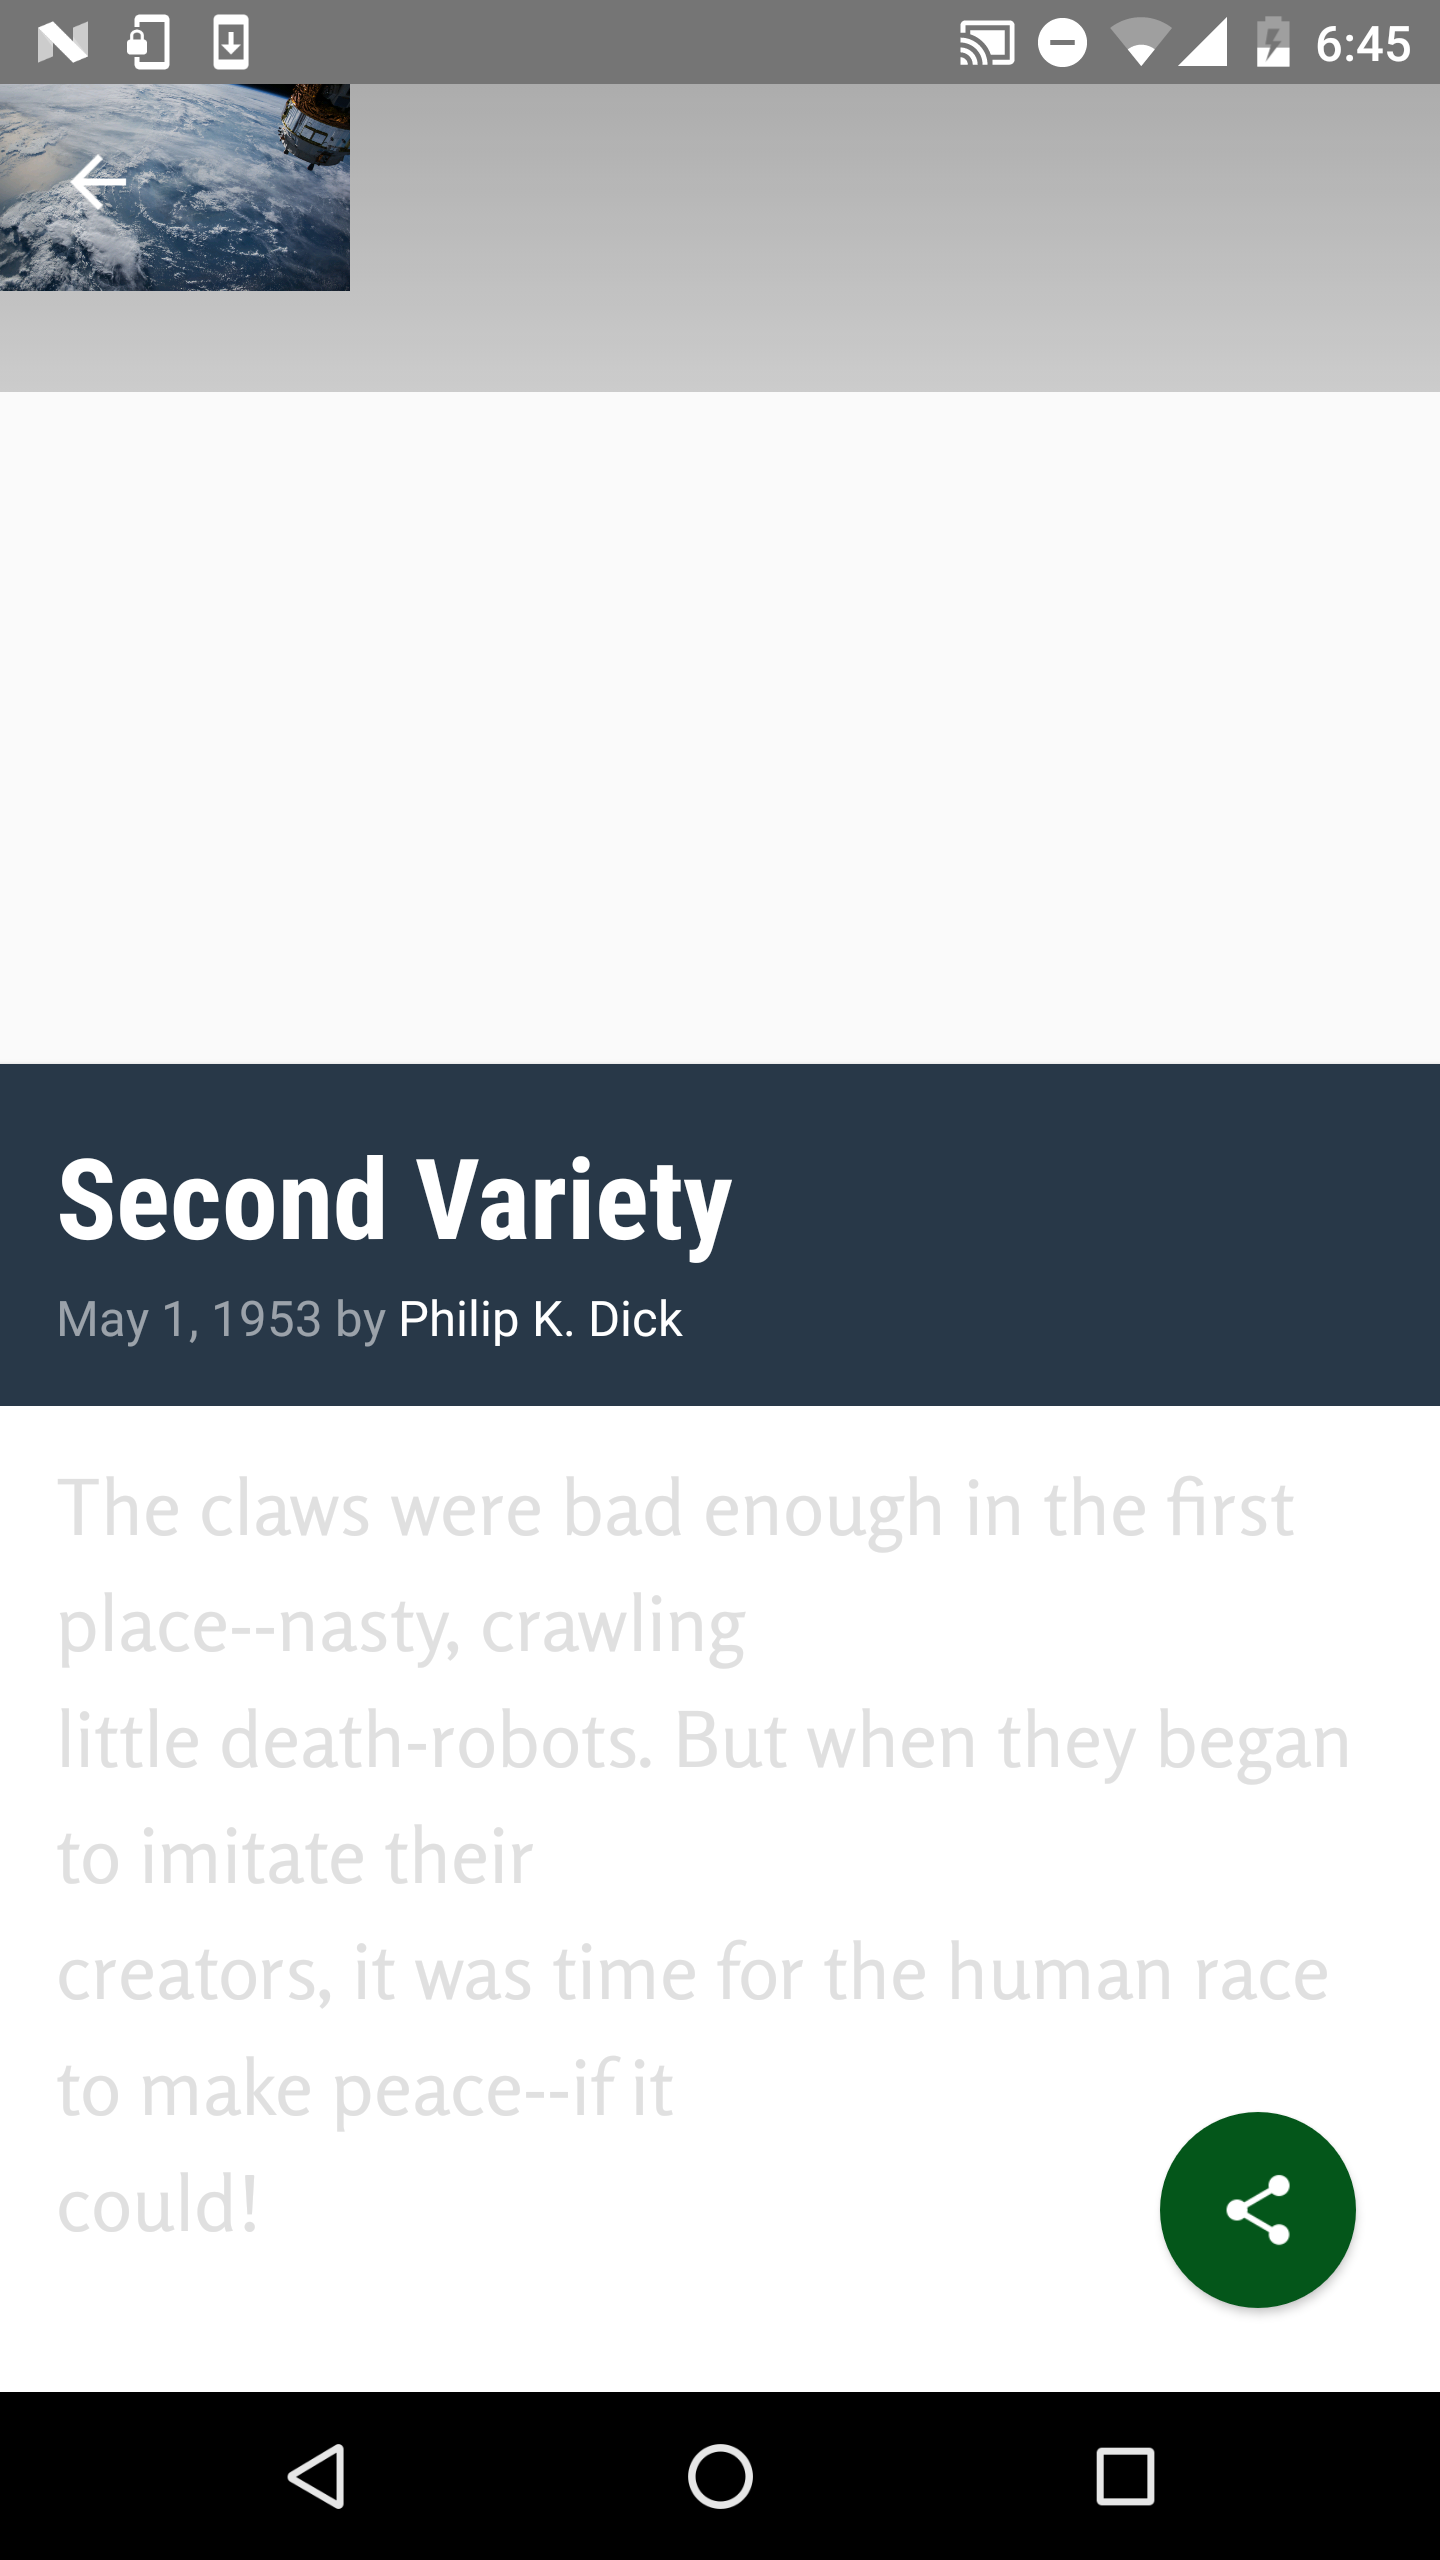 6:45
Second Variety
May 1, 1953 by Philip K. Dick
The claws were bad enough in the first
place--nasty, crawling
little death-robots. But when they began
to imitate their
creators, it was time for the human race
to make peace--if it
could!